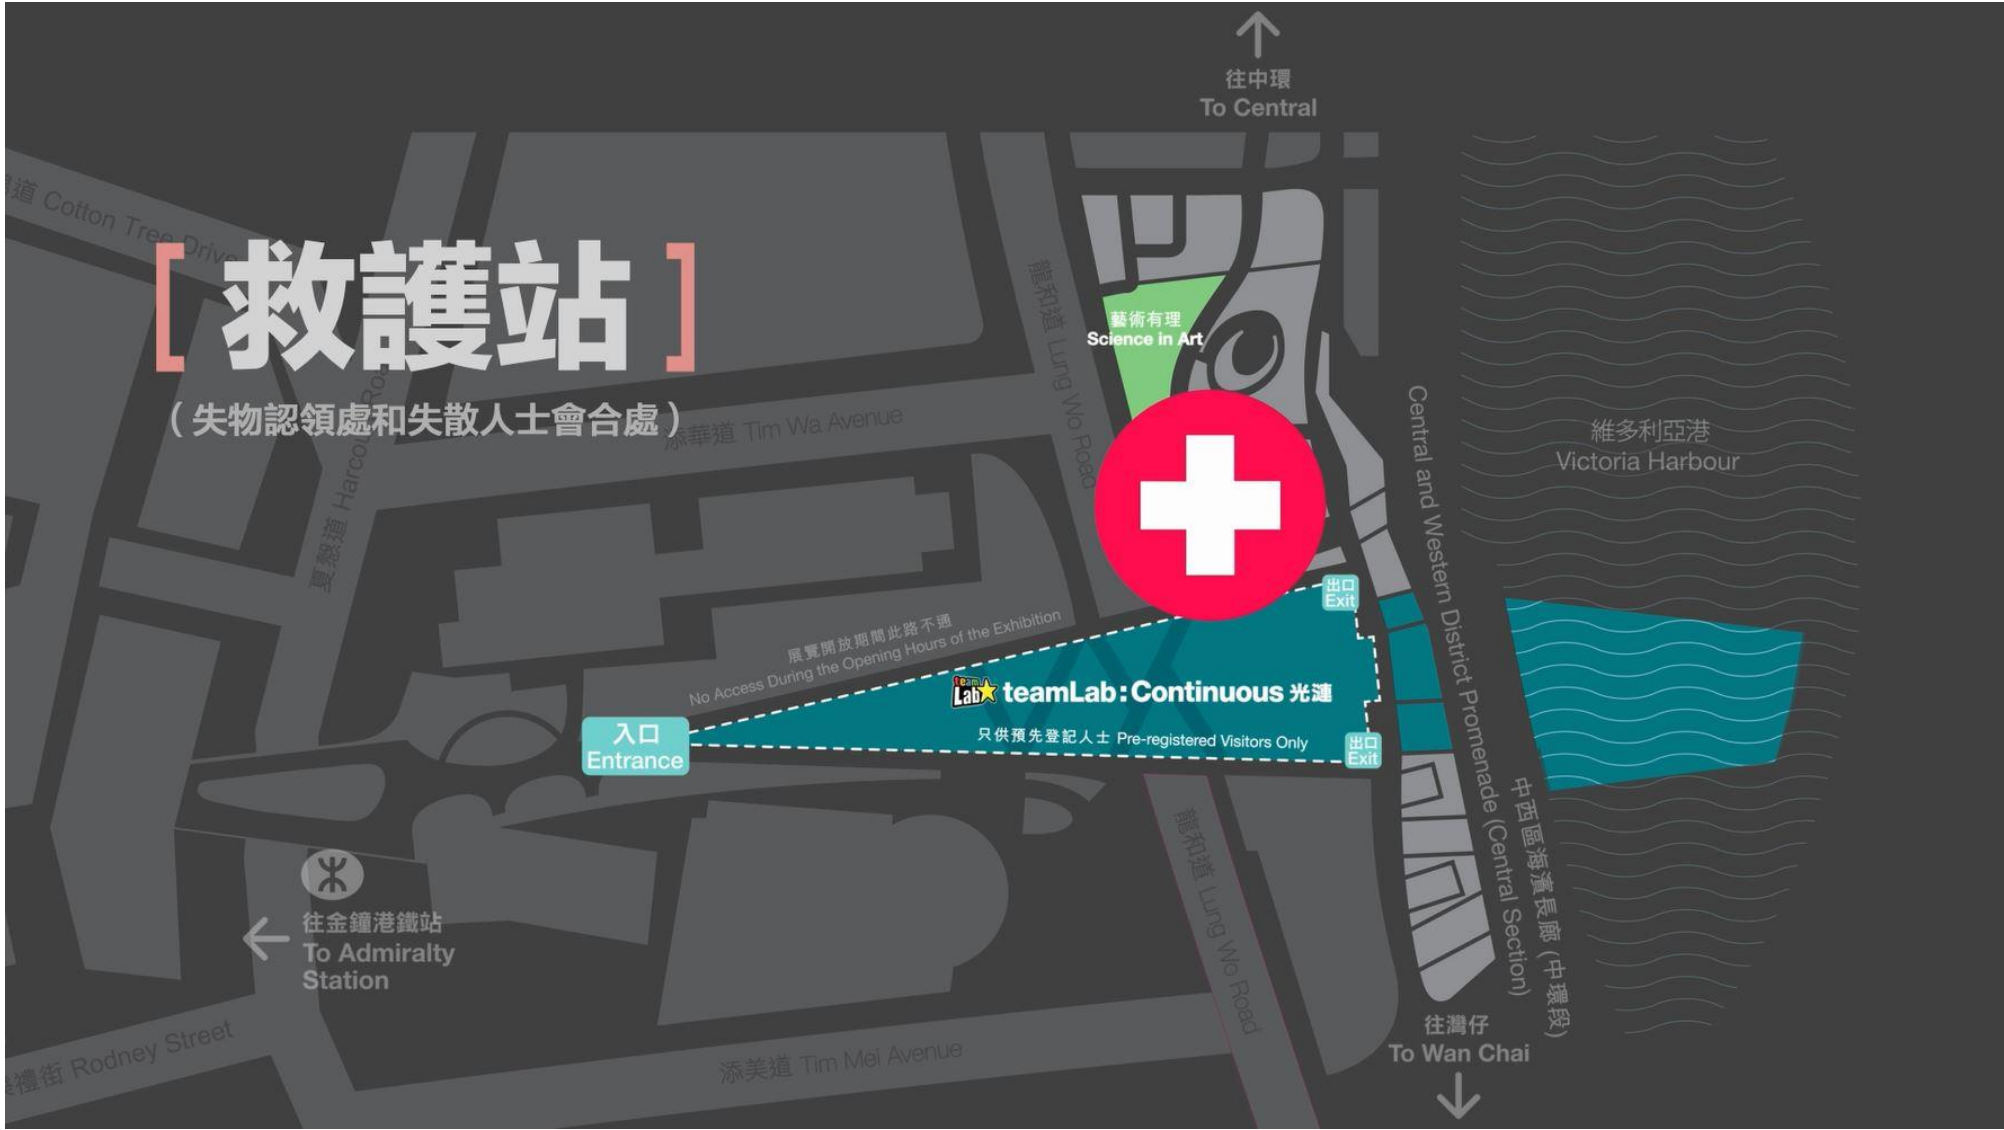 往中環
To Central
道 Cotton Tree Drive
[ 救護站 ]
（失物認領處和失散人士會合處）
龍和道 Lung Wo Road
藝術有理
Science in Art
添華道 Tim Wa Avenue
夏慤道 Harcourt Road
維多利亞港
Victoria Harbour
Central and Western District Promenade (Central Section)
中西區海濱長廊 (中環段)
展覽開放期間此路不通
No Access During the Opening Hours of the Exhibition
出口
Exit
team
Lab
teamLab:Continuous 光漣
只供預先登記人士 Pre-registered Visitors Only
入口
Entrance
出口
Exit
龍和道 Lung Wo Road
往金鐘港鐵站
To Admiralty
Station
禮街 Rodney Street
添美道 Tim Mei Avenue
往灣仔
To Wan Chai